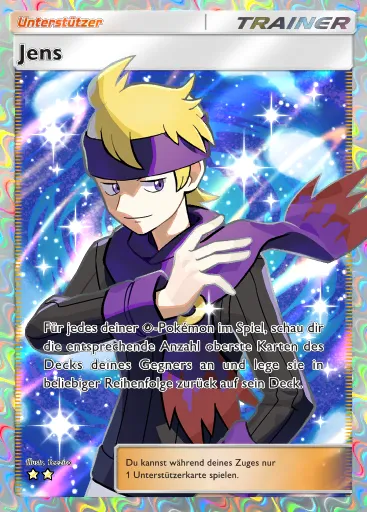 Unterstützer
TRAINER
Jens
Für jedes deiner Pokémon im Spiel, schau dir
die entsprechende Anzahl oberste Karten des
Decks deines Gegners an und lege sie in
beliebiger Reihenfolge zurück auf sein Deck.
Illustr.
Du kannst während deines Zuges nur
1 Unterstützerkarte spielen.